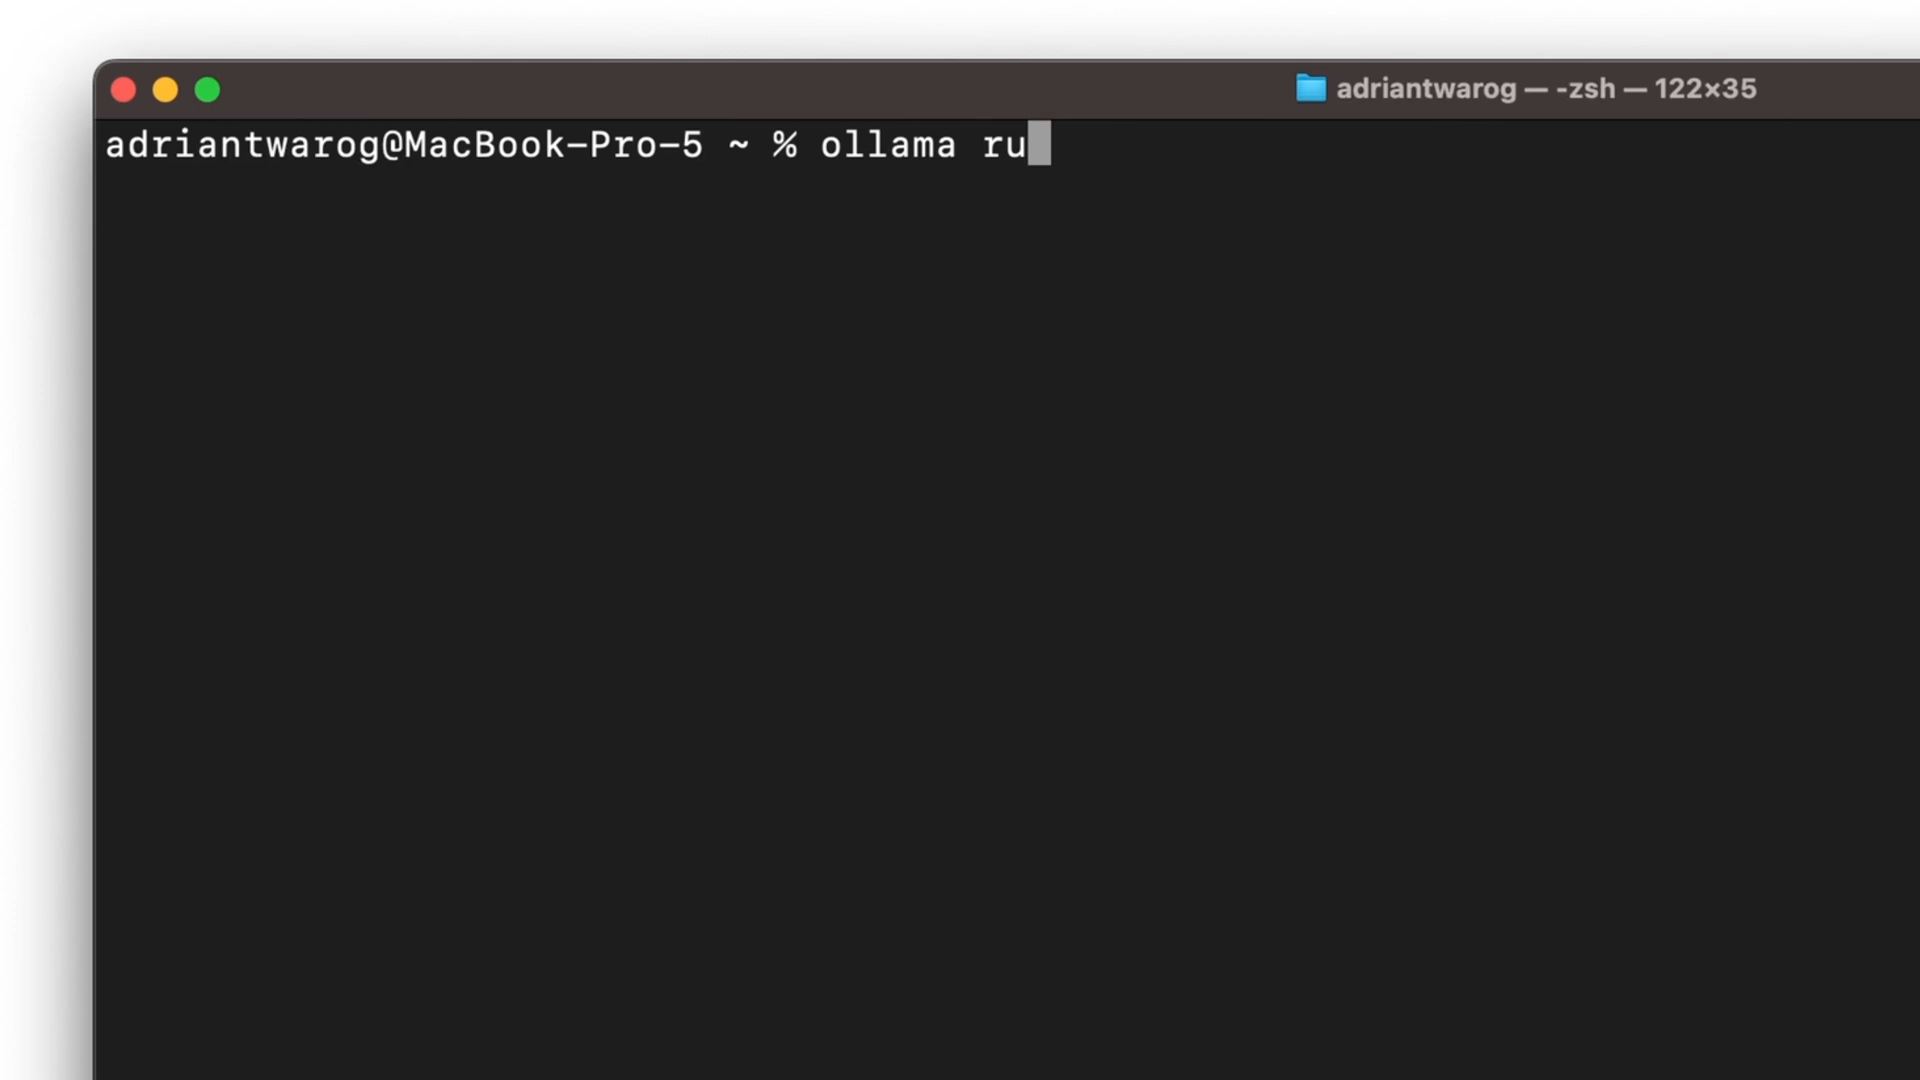 adriantwarog — -zsh — 122×35
adriantwarog@MacBook-Pro-5 ~ % ollama ru